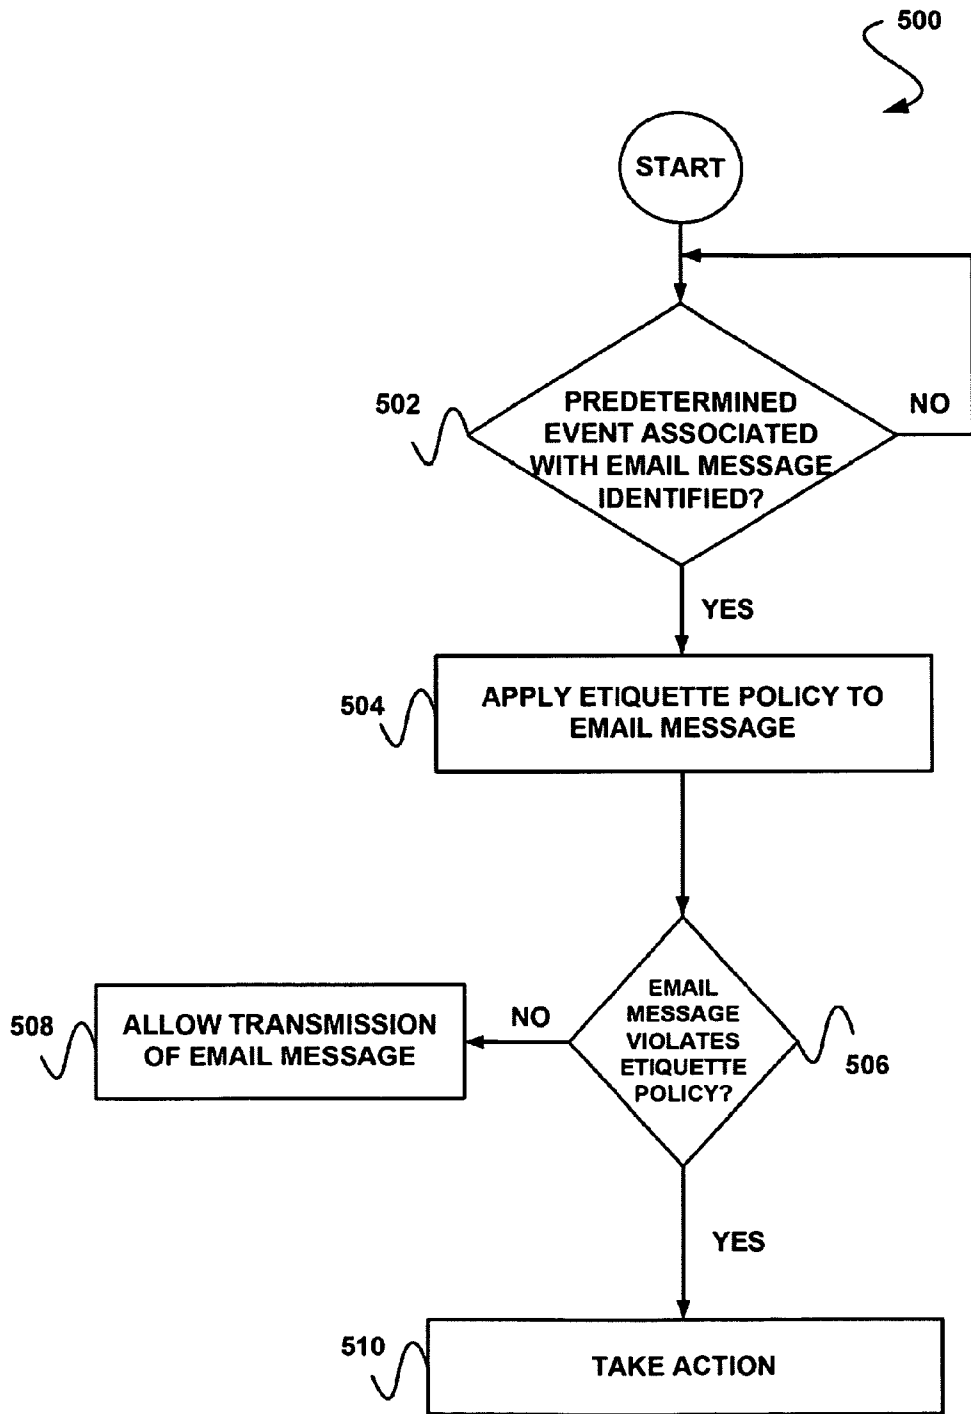 500
START
502
PREDETERMINED
EVENT ASSOCIATED
WITH EMAIL MESSAGE
IDENTIFIED?
NO
YES
504
APPLY ETIQUETTE POLICY TO
EMAIL MESSAGE
508
ALLOW TRANSMISSION
OF EMAIL MESSAGE
NO
EMAIL
MESSAGE
VIOLATES
ETIQUETTE
POLICY?
506
YES
510
TAKE ACTION